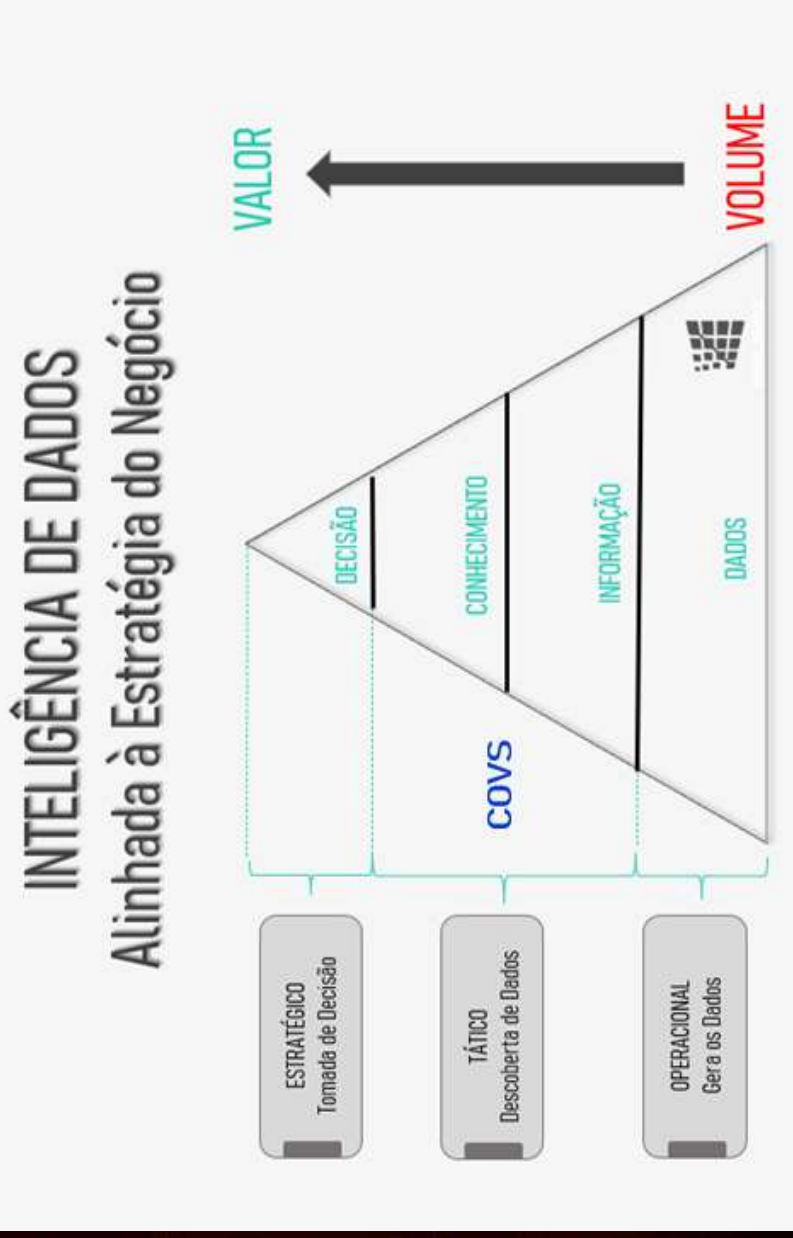 INTELIGÊNCIA DE DADOS
Alinhada à Estratégia do Negócio
ESTRATÉGICO
Tomada de Decisão
TÁTICO
Descoberta de Dados
OPERACIONAL
Gera os Dados
COVS
DECISÃO
CONHECIMENTO
INFORMAÇÃO
DADOS
VALOR
VOLUME